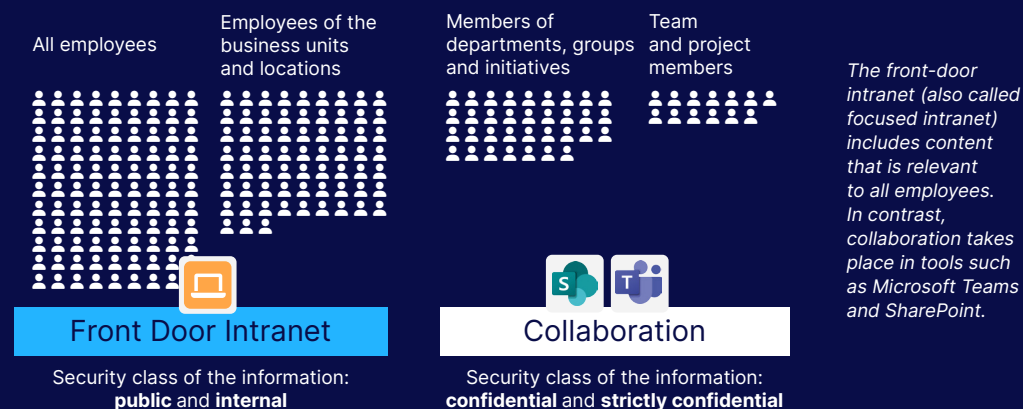 All employees
Employees of the
business units
and locations
Members of
departments, groups
and initiatives
Team
and project
members
S
T
Front Door Intranet
Collaboration
Security class of the information:
public and internal
Security class of the information:
confidential and strictly confidential
The front-door
intranet (also called
focused intranet)
includes content
that is relevant
to all employees.
In contrast,
collaboration takes
place in tools such
as Microsoft Teams
and SharePoint.